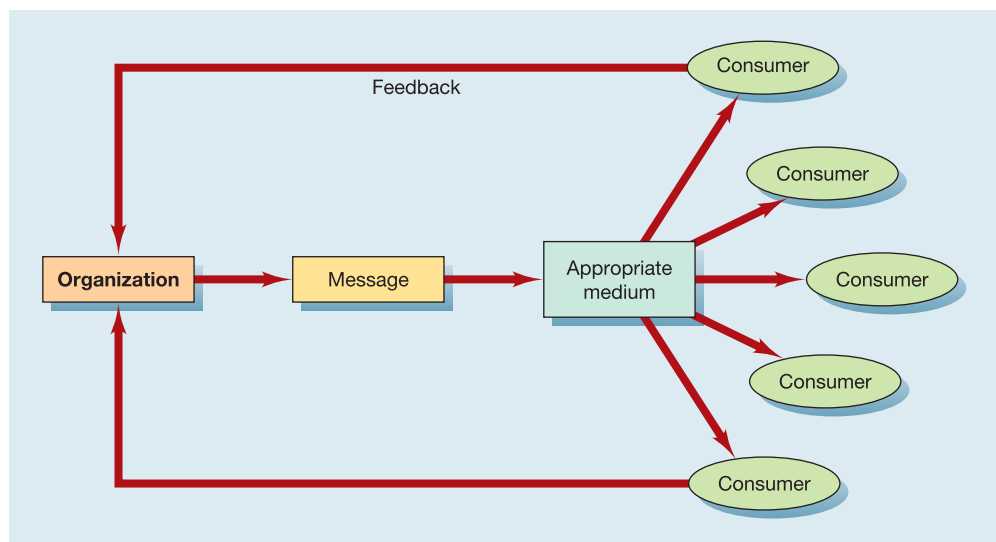 Consumer
Feedback
Consumer
Organization
Message
Appropriate
medium
Consumer
Consumer
Consumer